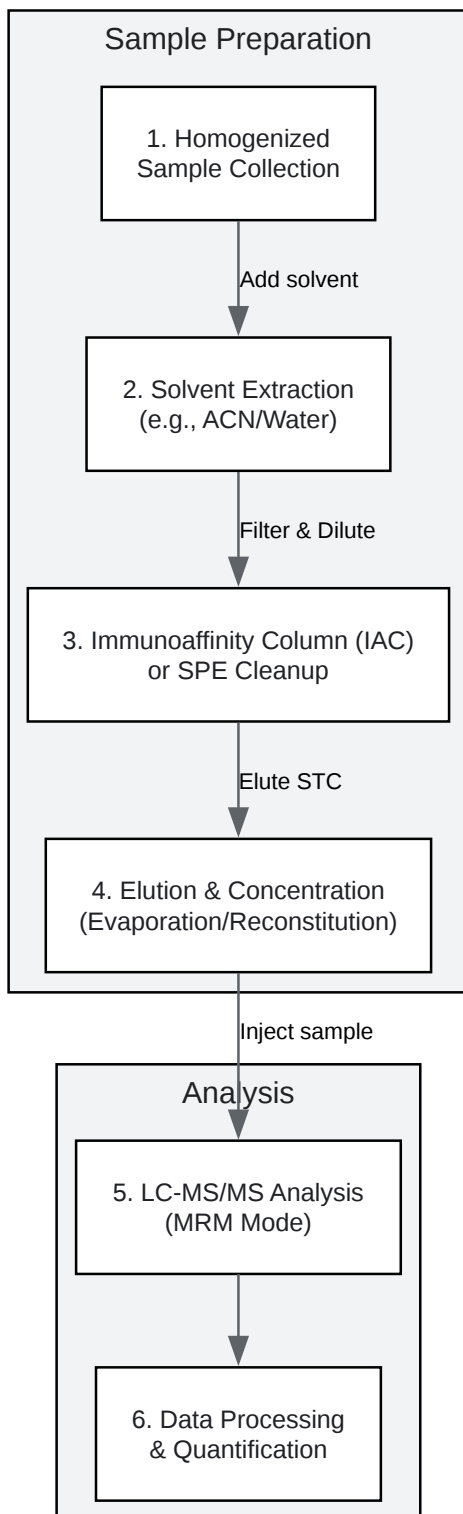 Sample Preparation
1. Homogenized
Sample Collection
Add solvent
2. Solvent Extraction
(e.g., ACN/Water)
Filter & Dilute
3. Immunoaffinity Column (IAC)
or SPE Cleanup
Elute STC
4. Elution & Concentration
(Evaporation/Reconstitution)
Inject sample
Analysis
5. LC-MS/MS Analysis
(MRM Mode)
6. Data Processing
& Quantification